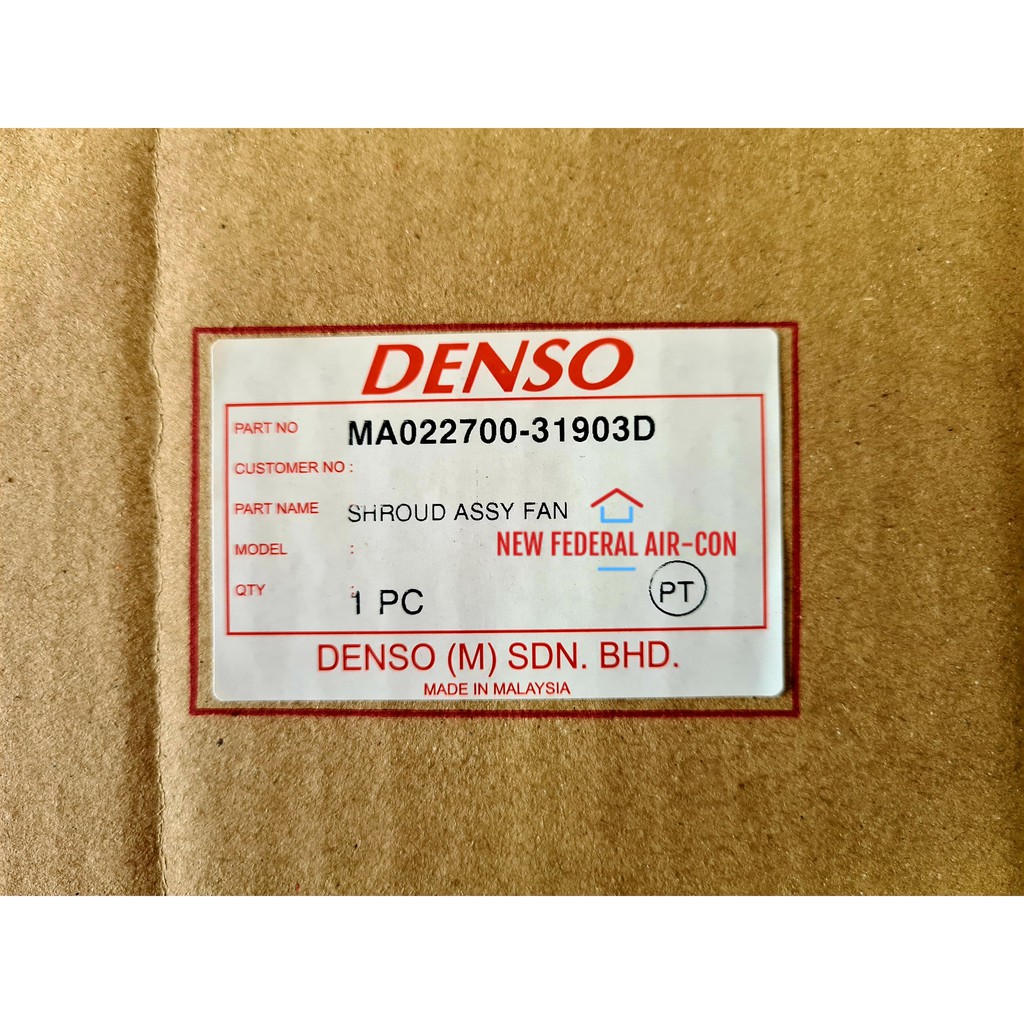 DENSO
PART NO MA022700-31903D
CUSTOMER NO :
PART NAME SHROUD ASSY FAN
MODEL :
NEW FEDERAL AIR-CON
QTY : 1 PC
PT
DENSO (M) SDN. BHD.
MADE IN MALAYSIA